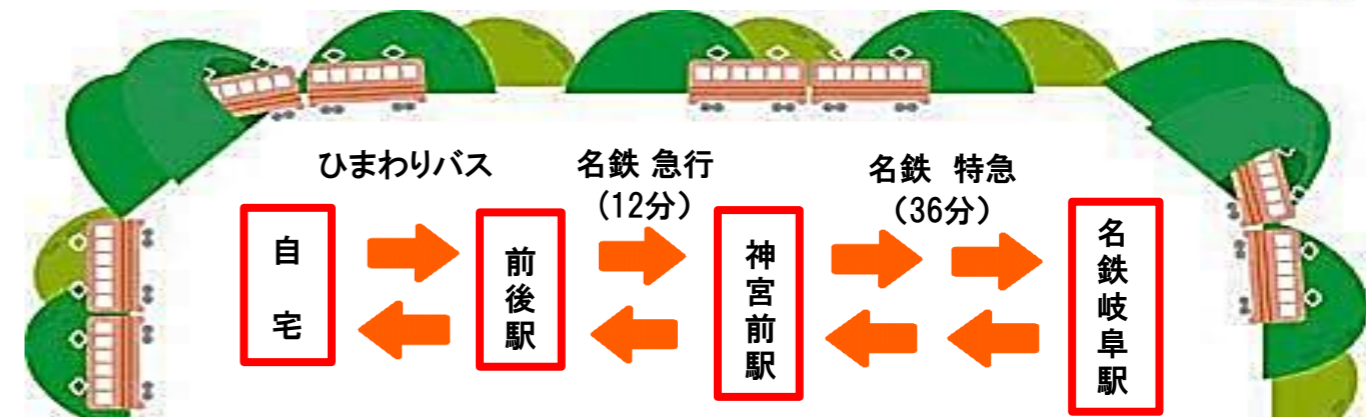 ひまわりバス
名鉄 急行
(12分)
名鉄 特急
(36分)
自宅
前後駅
神宮前駅
名鉄岐阜駅